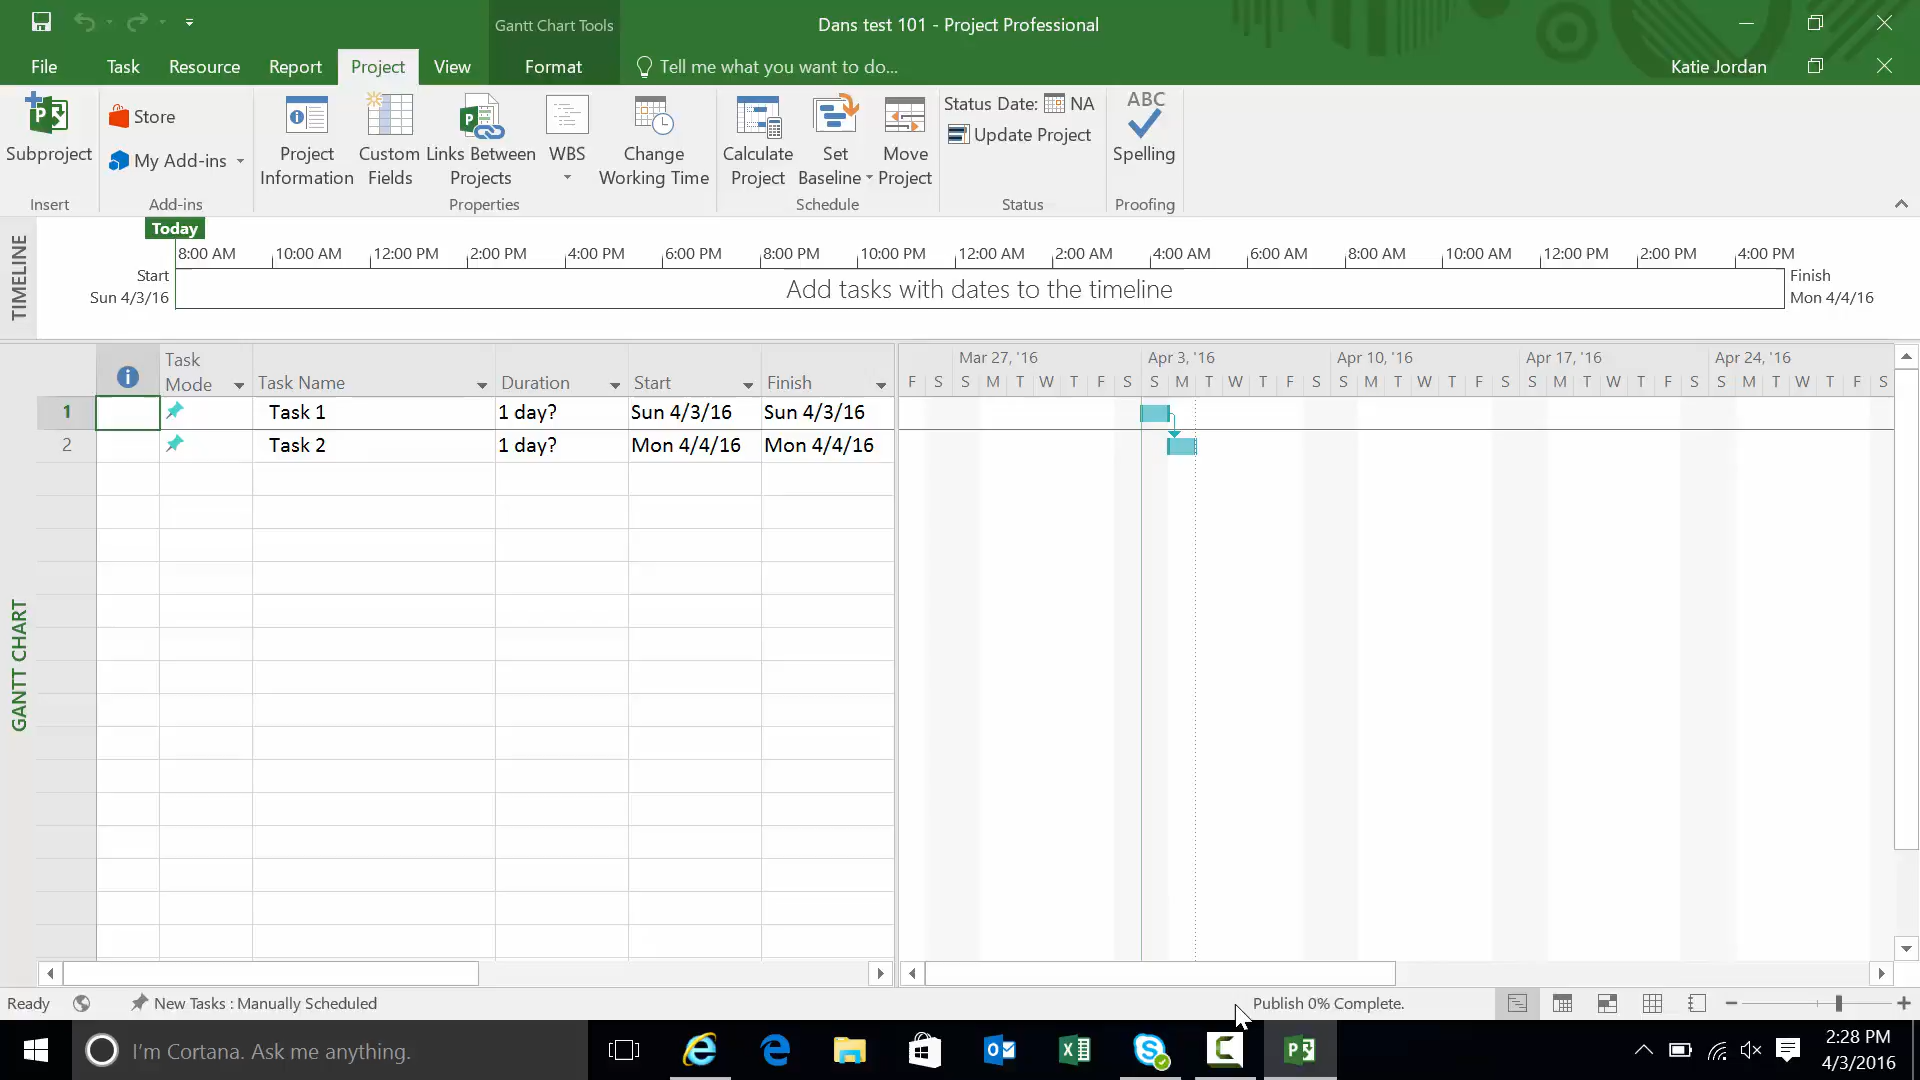 Gantt Chart Tools
Dans test 101 - Project Professional
File Task Resource Report Project View Format Tell me what you want to do... Katie Jordan
Subproject
Insert
Store
My Add-ins
Add-ins
Project
Information
Custom
Fields
Links Between
Projects
WBS
Change
Working Time
Properties
Calculate
Project
Set
Baseline
Move
Project
Schedule
Status Date: NA
Update Project
Status
ABC
Spelling
Proofing
TIMELINE
Today
8:00 AM 10:00 AM 12:00 PM 2:00 PM 4:00 PM 6:00 PM 8:00 PM 10:00 PM 12:00 AM 2:00 AM 4:00 AM 6:00 AM 8:00 AM 10:00 AM 12:00 PM 2:00 PM 4:00 PM
Start
Sun 4/3/16
Add tasks with dates to the timeline
Finish
Mon 4/4/16
GANTT CHART
Task
Mode
Task Name Duration Start Finish
1 Task 1 1 day? Sun 4/3/16 Sun 4/3/16
2 Task 2 1 day? Mon 4/4/16 Mon 4/4/16
Mar 27, '16 Apr 3, '16 Apr 10, '16 Apr 17, '16 Apr 24, '16
F S S M T W T F S S M T W T F S S M T W T F S S M T W T F S S M T W T F S
Ready New Tasks : Manually Scheduled Publish 0% Complete.
I'm Cortana. Ask me anything.
2:28 PM
4/3/2016